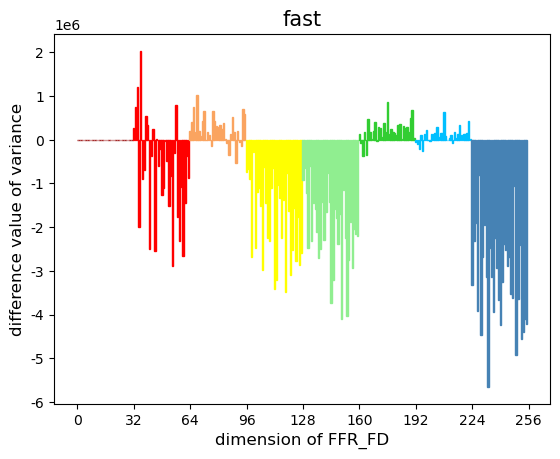 fast
1e6
2
1
0
-1
-2
-3
-4
-5
-6
difference value of variance
0 32 64 96 128 160 192 224 256
dimension of FFR_FD